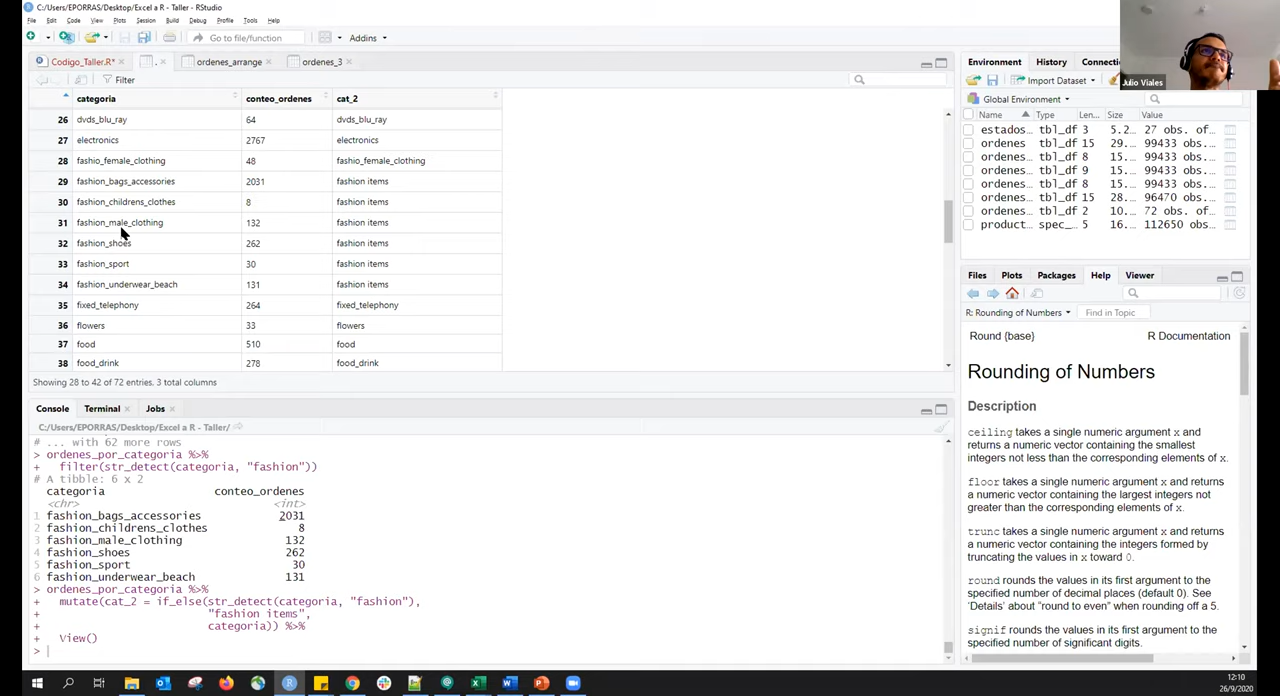 C:/Users/EPORRAS/Desktop/Excel a R - Taller - RStudio
File Edit Code View Plots Session Build Debug Profile Tools Help
Go to file/function Addins
Codigo_Taller.R* . ordenes_arrange ordenes_3
Filter
categoria conteo_ordenes cat_2
26 dvds_blu_ray 64 dvds_blu_ray
27 electronics 2767 electronics
28 fashio_female_clothing 48 fashio_female_clothing
29 fashion_bags_accessories 2031 fashion items
30 fashion_childrens_clothes 8 fashion items
31 fashion_male_clothing 132 fashion items
32 fashion_shoes 262 fashion items
33 fashion_sport 30 fashion items
34 fashion_underwear_beach 131 fashion items
35 fixed_telephony 264 fixed_telephony
36 flowers 33 flowers
37 food 510 food
38 food_drink 278 food_drink
Showing 28 to 42 of 72 entries, 3 total columns
Console Terminal Jobs
C:/Users/EPORRAS/Desktop/Excel a R - Taller/
# ... with 62 more rows
> ordenes_por_categoria %>%
+ filter(str_detect(categoria, "fashion"))
# A tibble: 6 x 2
categoria conteo_ordenes
<chr> <int>
1 fashion_bags_accessories 2031
2 fashion_childrens_clothes 8
3 fashion_male_clothing 132
4 fashion_shoes 262
5 fashion_sport 30
6 fashion_underwear_beach 131
> ordenes_por_categoria %>%
+ mutate(cat_2 = if_else(str_detect(categoria, "fashion"),
+ "fashion items",
+ categoria)) %>%
+ View()
>
Julio Viales
Environment History Connecti
Import Dataset
Global Environment
Name Type Len... Size Value
estados... tbl_df 3 5.2... 27 obs. of...
ordenes tbl_df 15 29... 99433 obs...
ordenes... tbl_df 8 15... 99433 obs...
ordenes... tbl_df 9 15... 99433 obs...
ordenes... tbl_df 8 15... 99433 obs...
ordenes... tbl_df 15 28... 96470 obs...
ordenes... tbl_df 2 10... 72 obs. of...
product... spec_... 5 16... 112650 obs...
Files Plots Packages Help Viewer
R: Rounding of Numbers Find in Topic
Round {base} R Documentation
Rounding of Numbers
Description
ceiling takes a single numeric argument x and
returns a numeric vector containing the smallest
integers not less than the corresponding elements of x.
floor takes a single numeric argument x and returns
a numeric vector containing the largest integers not
greater than the corresponding elements of x.
trunc takes a single numeric argument x and returns
a numeric vector containing the integers formed by
truncating the values in x toward 0.
round rounds the values in its first argument to the
specified number of decimal places (default 0). See
‘Details’ about “round to even” when rounding off a 5.
signif rounds the values in its first argument to the
specified number of significant digits.
12:10
26/9/2020